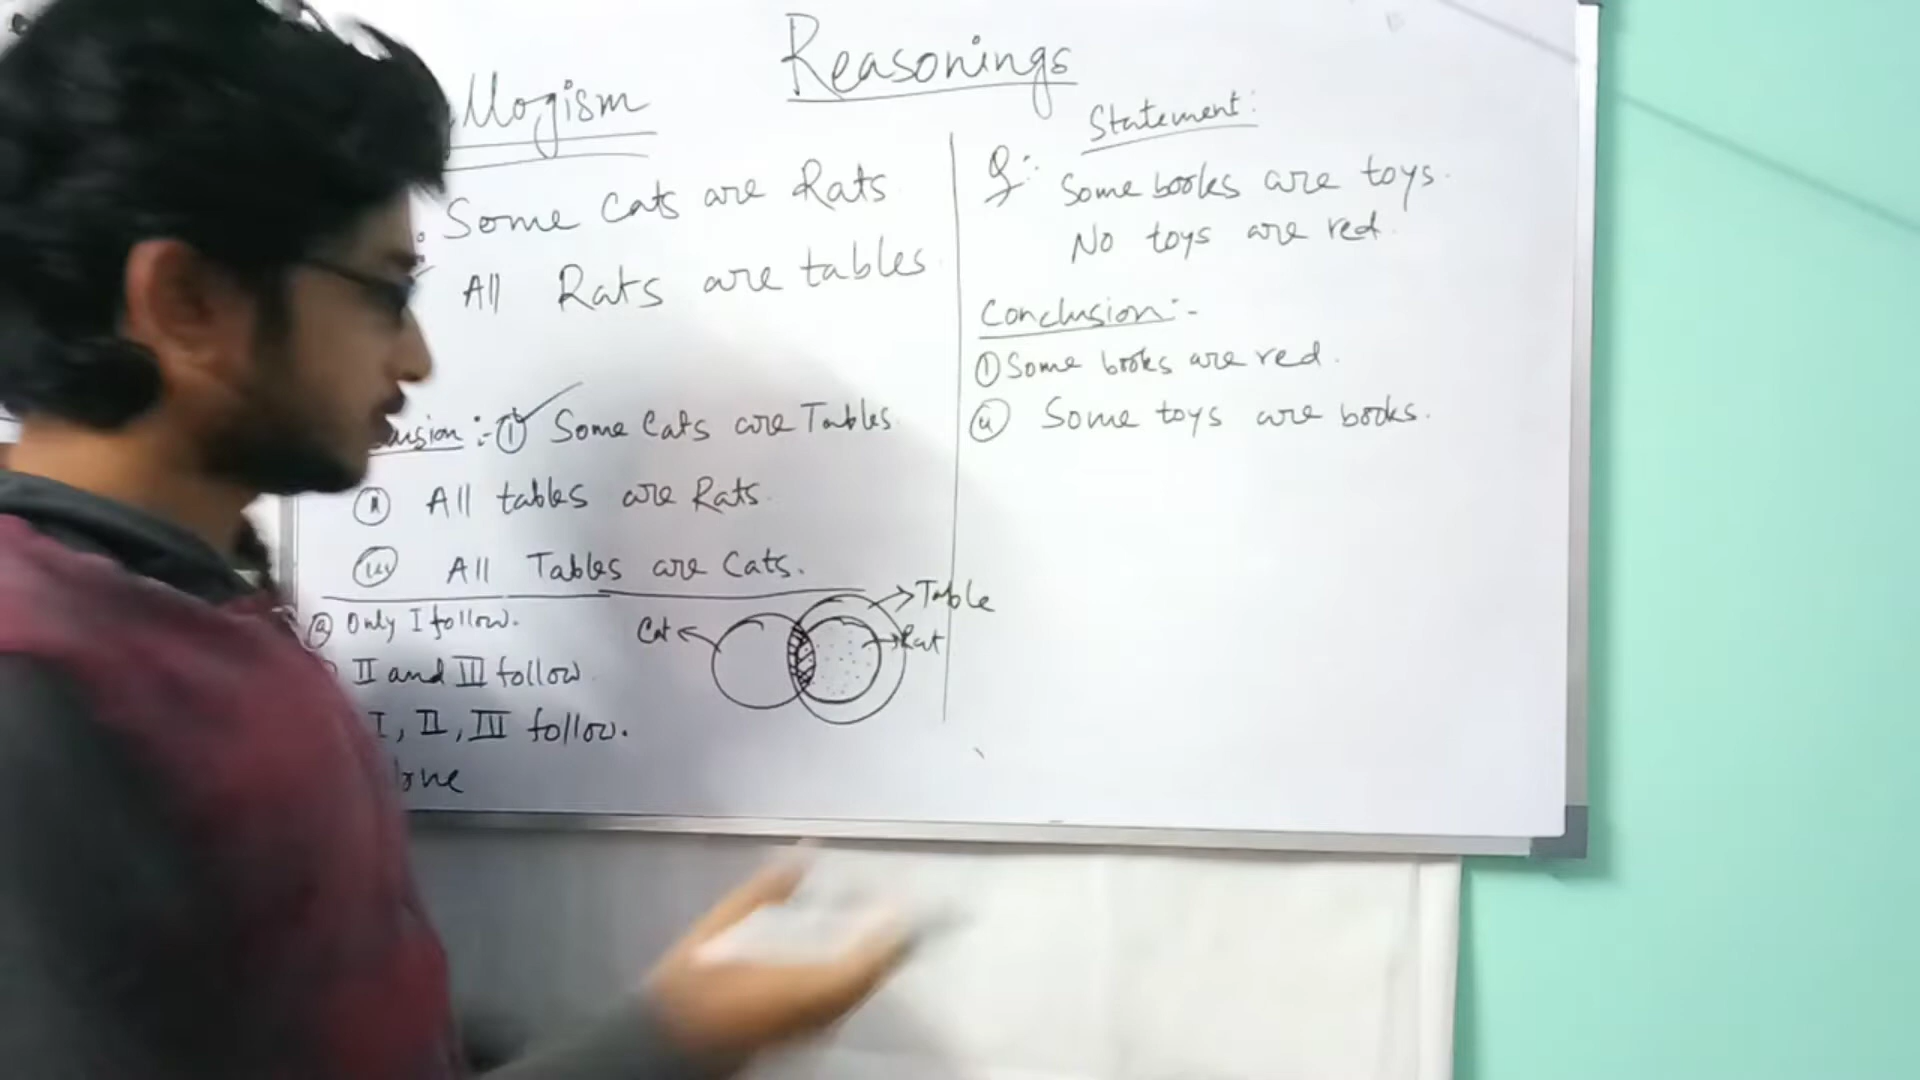 Reasonings
Some Cats are Rats
All Rats are tables
① Some Cats are Tables
② All tables are Rats.
(iii) All Tables are Cats.
ⓐ Only I follow.
II and III follow
I, II, III follow.
Cat
Table
Rat
Statement:
Q:- Some books are toys.
No toys are red.
Conclusion:-
① Some books are red.
(ii) Some toys are books.